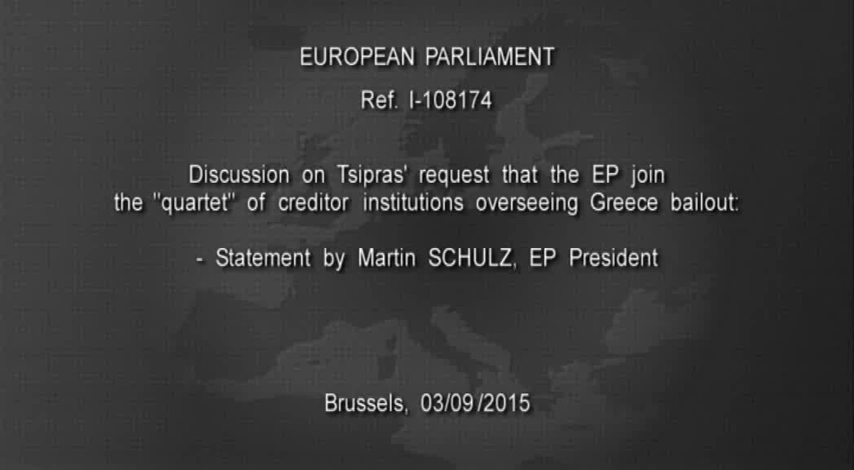 EUROPEAN PARLIAMENT
Ref. I-108174
Discussion on Tsipras' request that the EP join
the "quartet" of creditor institutions overseeing Greece bailout:
- Statement by Martin SCHULZ, EP President
Brussels, 03/09/2015